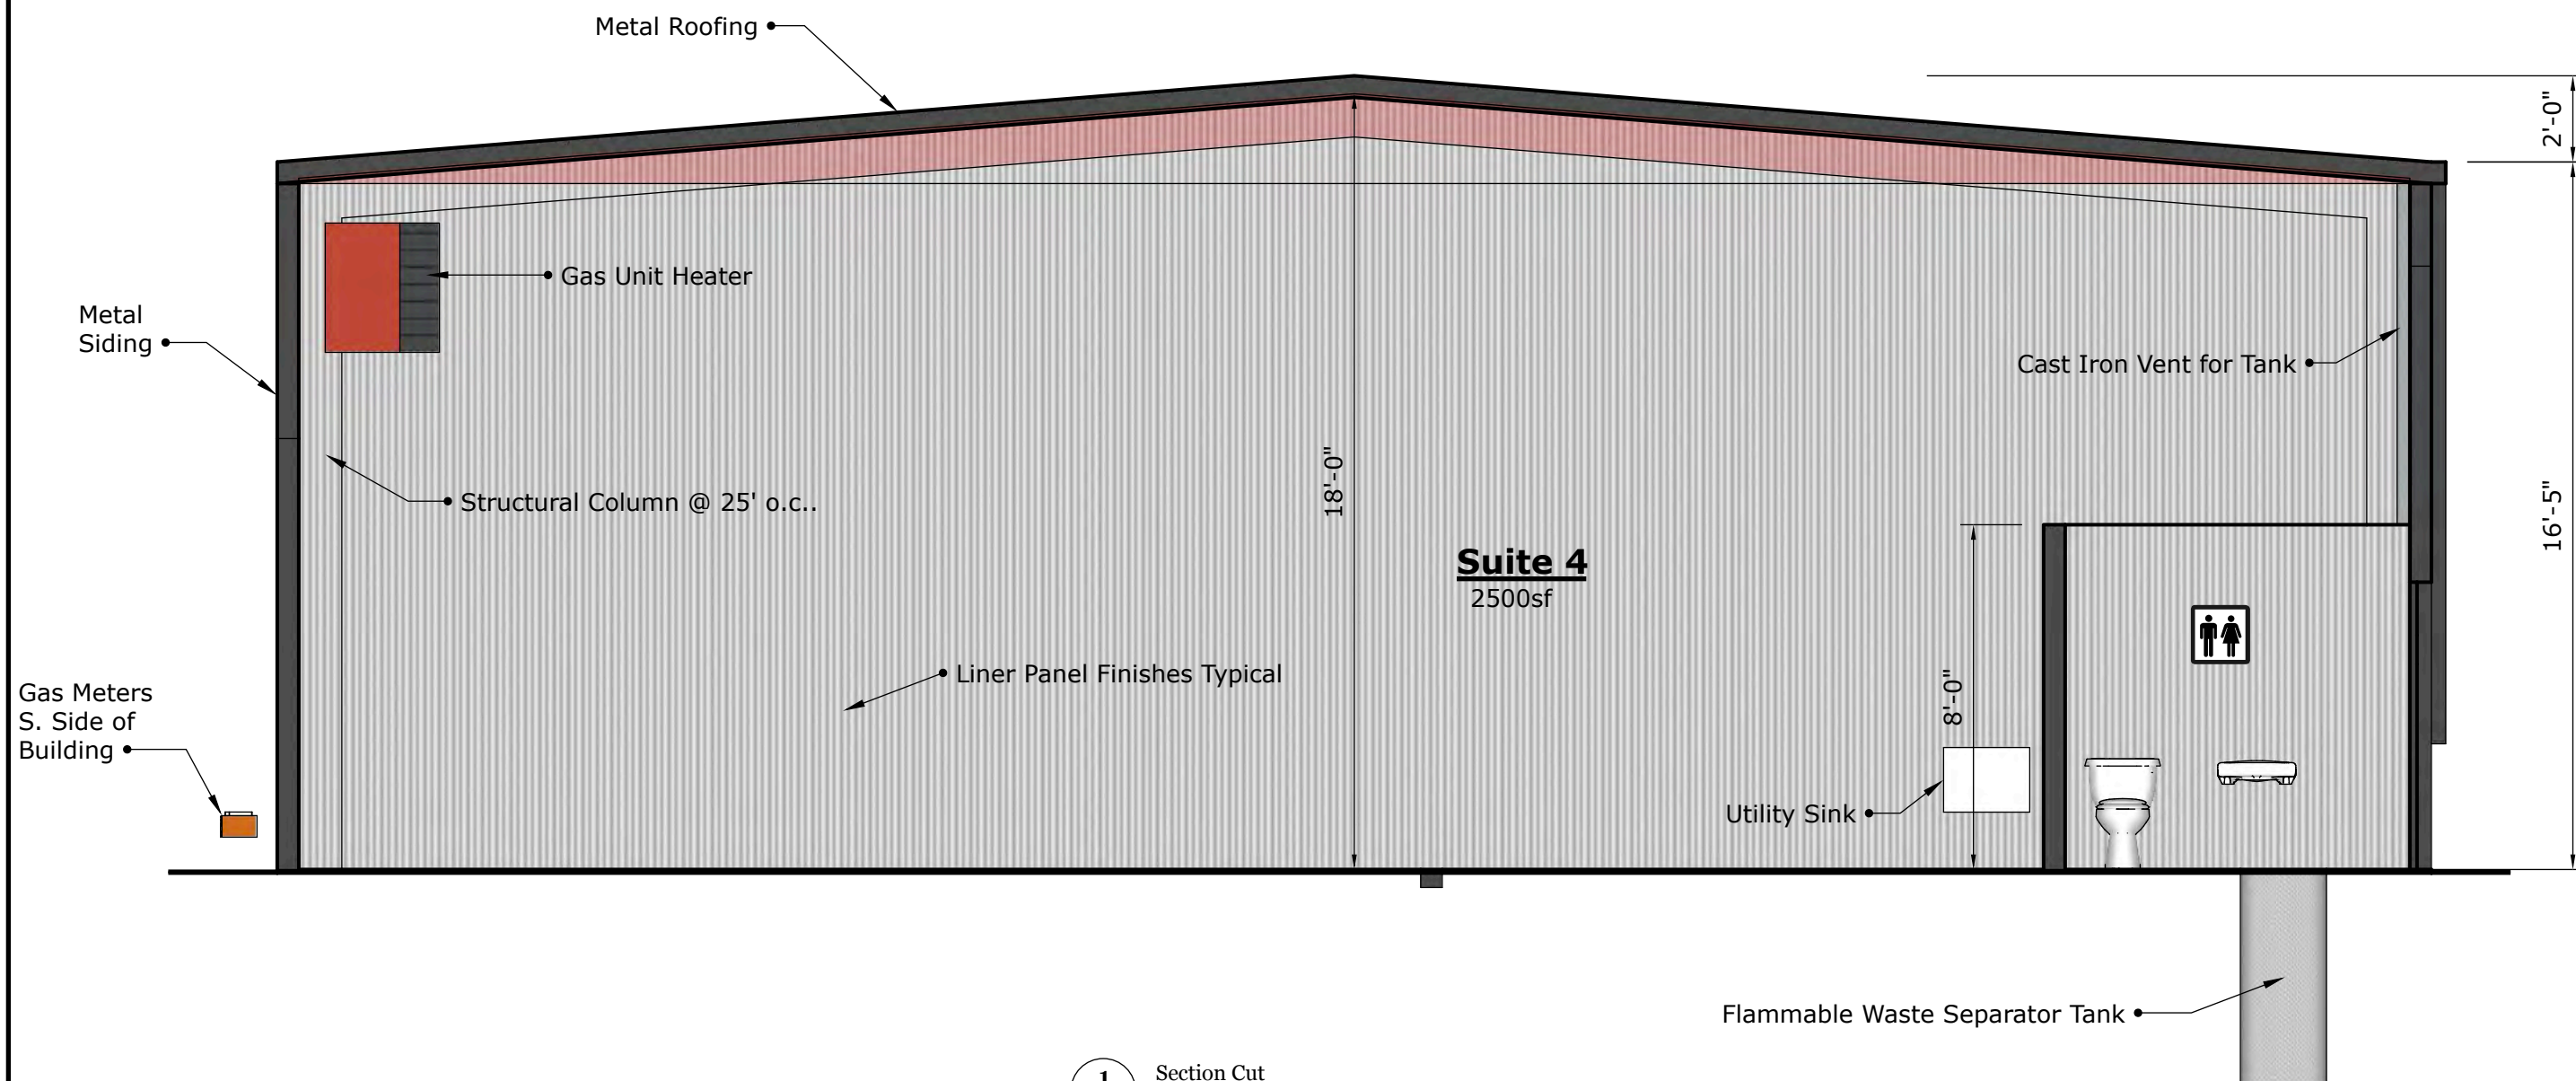 Metal Roofing
2'-0"
Gas Unit Heater
Metal
Siding
Cast Iron Vent for Tank
Structural Column @ 25' o.c..
18'-0"
16'-5"
Suite 4
2500sf
Liner Panel Finishes Typical
8'-0"
Gas Meters
S. Side of
Building
Utility Sink
Flammable Waste Separator Tank
1
Section Cut